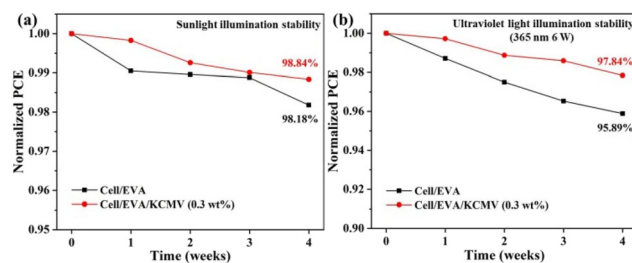 (a)
Sunlight illumination stability
1.00
0.99
0.98
0.97
0.96
0.95
Normalized PCE
98.84%
98.18%
Cell/EVA
Cell/EVA/KCMV (0.3 wt%)
0
1
2
3
4
Time (weeks)
(b)
Ultraviolet light illumination stability
(365 nm 6 W)
1.00
0.98
0.96
0.94
0.92
0.90
Normalized PCE
97.84%
95.89%
Cell/EVA
Cell/EVA/KCMV (0.3 wt%)
0
1
2
3
4
Time (weeks)